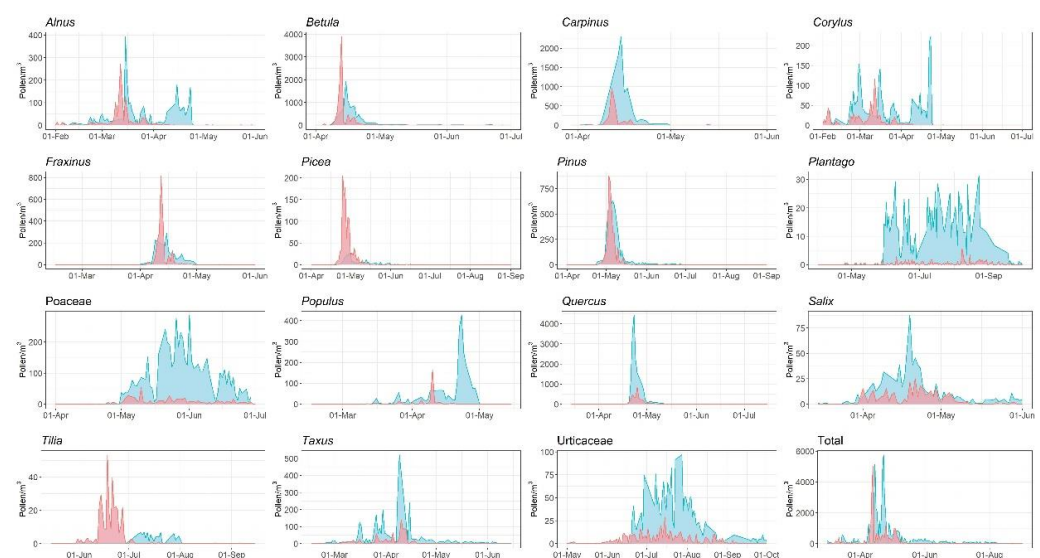 Alnus
Betula
Carpinus
Corylus
Pollen/m³
400
300
200
100
0
01-Feb 01-Mar 01-Apr 01-May 01-Jun
Pollen/m³
4000
3000
2000
1000
0
01-Apr 01-May 01-Jun 01-Jul
Pollen/m³
2000
1500
1000
500
0
01-Apr 01-May 01-Jun
Pollen/m³
200
150
100
50
0
01-Feb 01-Mar 01-Apr 01-May 01-Jun 01-Jul
Fraxinus
Picea
Pinus
Plantago
Pollen/m³
800
600
400
200
0
01-Mar 01-Apr 01-May 01-Jun
Pollen/m³
200
150
100
50
0
01-Apr 01-May 01-Jun 01-Jul 01-Aug 01-Sep
Pollen/m³
750
500
250
0
01-Apr 01-May 01-Jun 01-Jul 01-Aug 01-Sep
Pollen/m³
30
20
10
0
01-May 01-Jul 01-Sep
Poaceae
Populus
Quercus
Salix
Pollen/m³
200
100
0
01-Apr 01-May 01-Jun 01-Jul
Pollen/m³
400
300
200
100
0
01-Mar 01-Apr 01-May
Pollen/m³
4000
3000
2000
1000
0
01-Apr 01-May 01-Jun 01-Jul
Pollen/m³
75
50
25
0
01-Apr 01-May 01-Jun
Tilia
Taxus
Urticaceae
Total
Pollen/m³
40
20
0
01-Jun 01-Jul 01-Aug 01-Sep
Pollen/m³
500
400
300
200
100
0
01-Mar 01-Apr 01-May 01-Jun
Pollen/m³
100
75
50
25
0
01-May 01-Jun 01-Jul 01-Aug 01-Sep 01-Oct
Pollen/m³
8000
6000
4000
2000
0
01-Apr 01-Jun 01-Aug